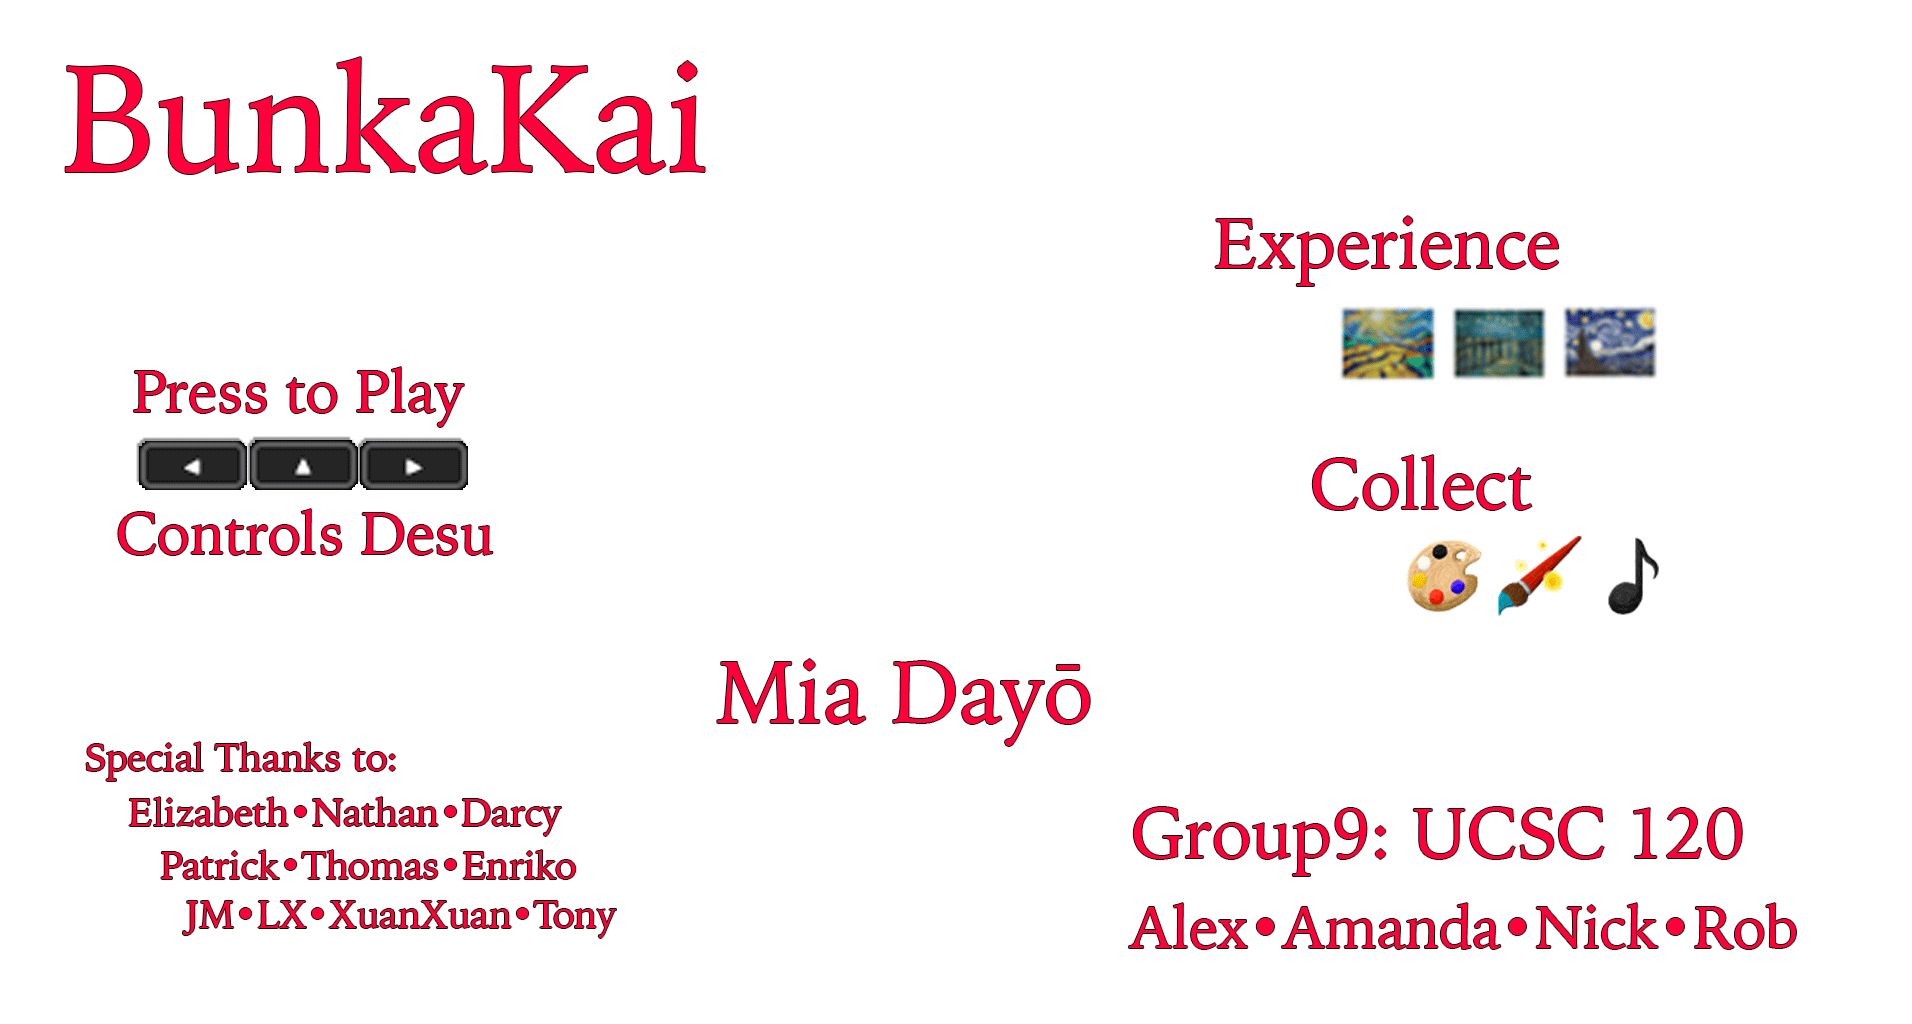 BunkaKai
Experience
Press to Play
Controls Desu
Collect
Mia Dayō
Special Thanks to:
Elizabeth•Nathan•Darcy
Patrick•Thomas•Enriko
JM•LX•XuanXuan•Tony
Group9: UCSC 120
Alex•Amanda•Nick•Rob